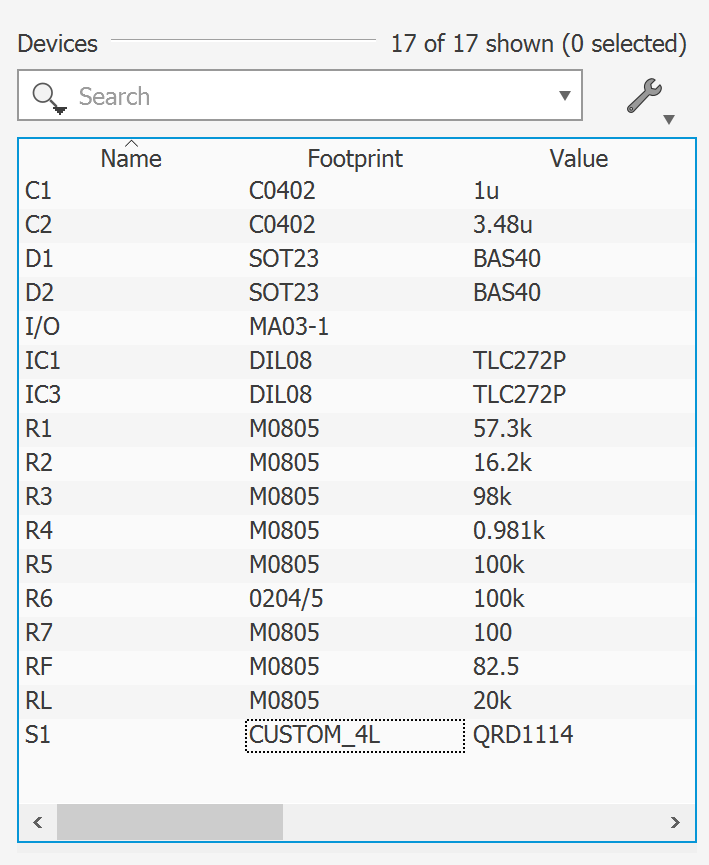 Devices 17 of 17 shown (0 selected)
Search
Name Footprint Value
C1 C0402 1u
C2 C0402 3.48u
D1 SOT23 BAS40
D2 SOT23 BAS40
I/O MA03-1
IC1 DIL08 TLC272P
IC3 DIL08 TLC272P
R1 M0805 57.3k
R2 M0805 16.2k
R3 M0805 98k
R4 M0805 0.981k
R5 M0805 100k
R6 0204/5 100k
R7 M0805 100
RF M0805 82.5
RL M0805 20k
S1 CUSTOM_4L QRD1114